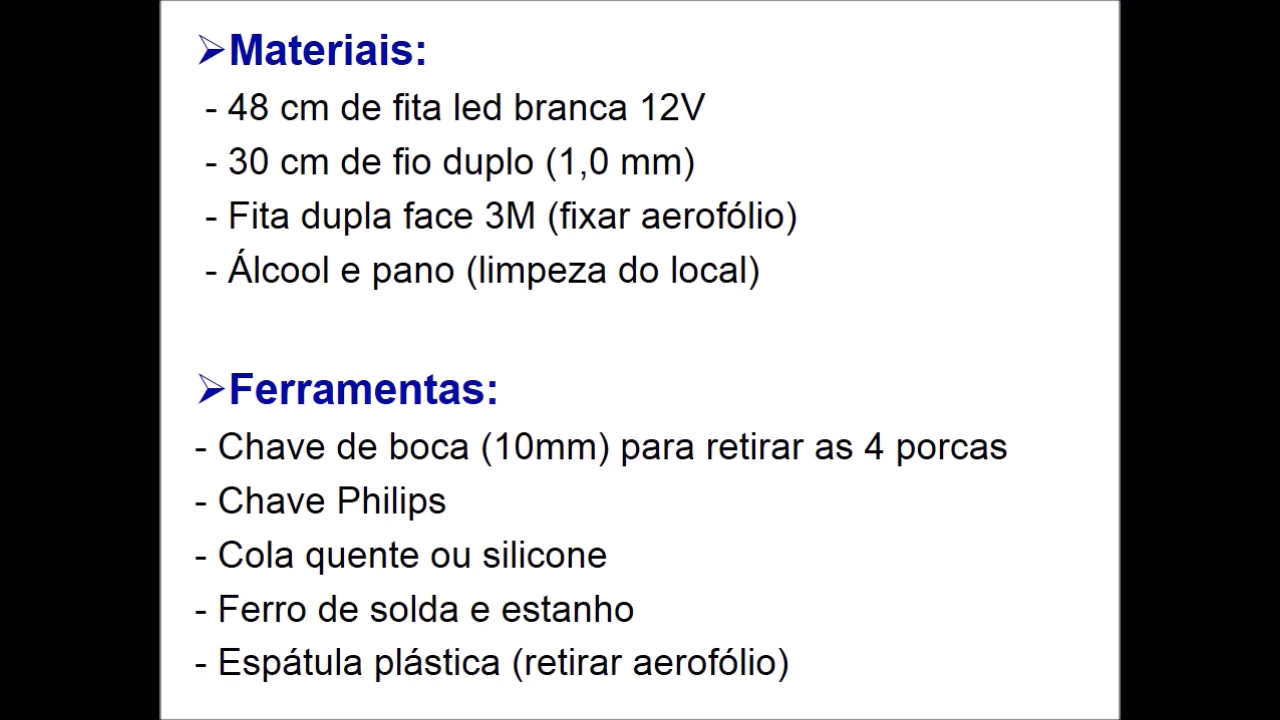 ➢Materiais:
- 48 cm de fita led branca 12V
- 30 cm de fio duplo (1,0 mm)
- Fita dupla face 3M (fixar aerofólio)
- Álcool e pano (limpeza do local)
➢Ferramentas:
- Chave de boca (10mm) para retirar as 4 porcas
- Chave Philips
- Cola quente ou silicone
- Ferro de solda e estanho
- Espátula plástica (retirar aerofólio)